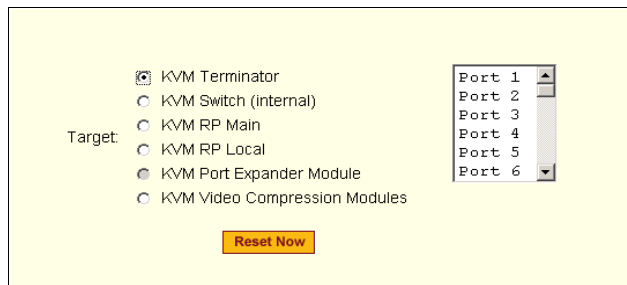 Target:
KVM Terminator
KVM Switch (internal)
KVM RP Main
KVM RP Local
KVM Port Expander Module
KVM Video Compression Modules
Port 1
Port 2
Port 3
Port 4
Port 5
Port 6
Reset Now